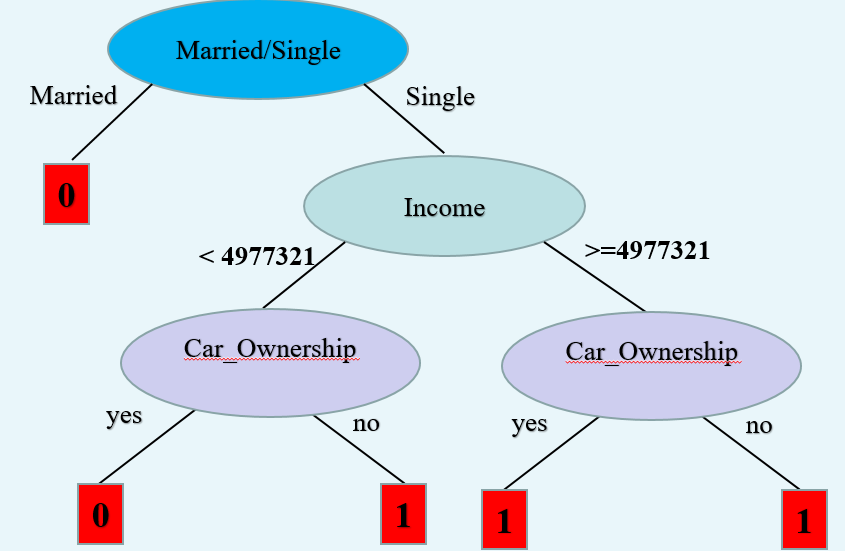 Married/Single
Married
Single
0
Income
< 4977321
>=4977321
Car_Ownership
Car_Ownership
yes
no
yes
no
0
1
1
1